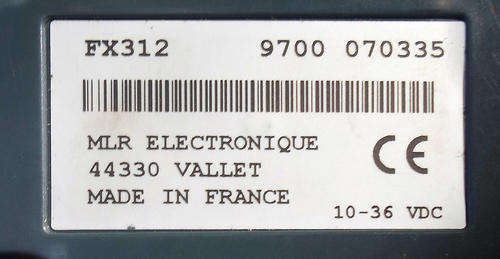 FX312 9700 070335
MLR ELECTRONIQUE
44330 VALLET
CE
MADE IN FRANCE
10-36 VDC